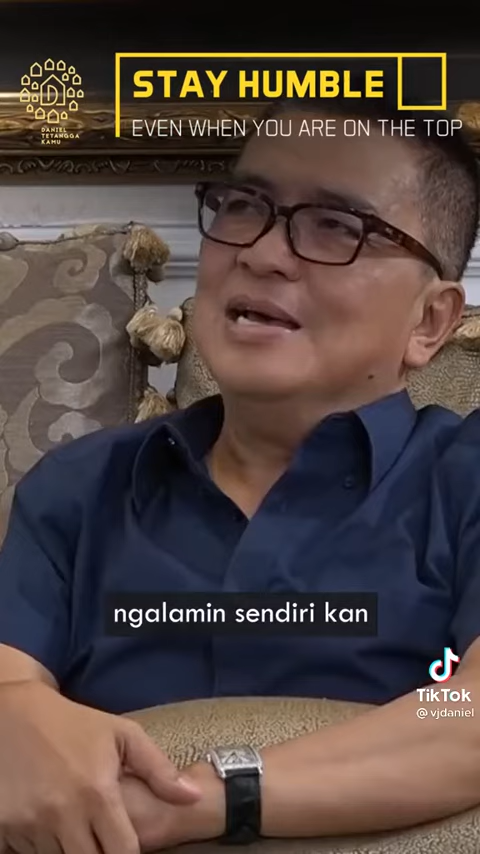 STAY HUMBLE
EVEN WHEN YOU ARE ON THE TOP
D
DANIEL
TETANGGA
KAMU
ngalamin sendiri kan
TikTok
@vjdaniel